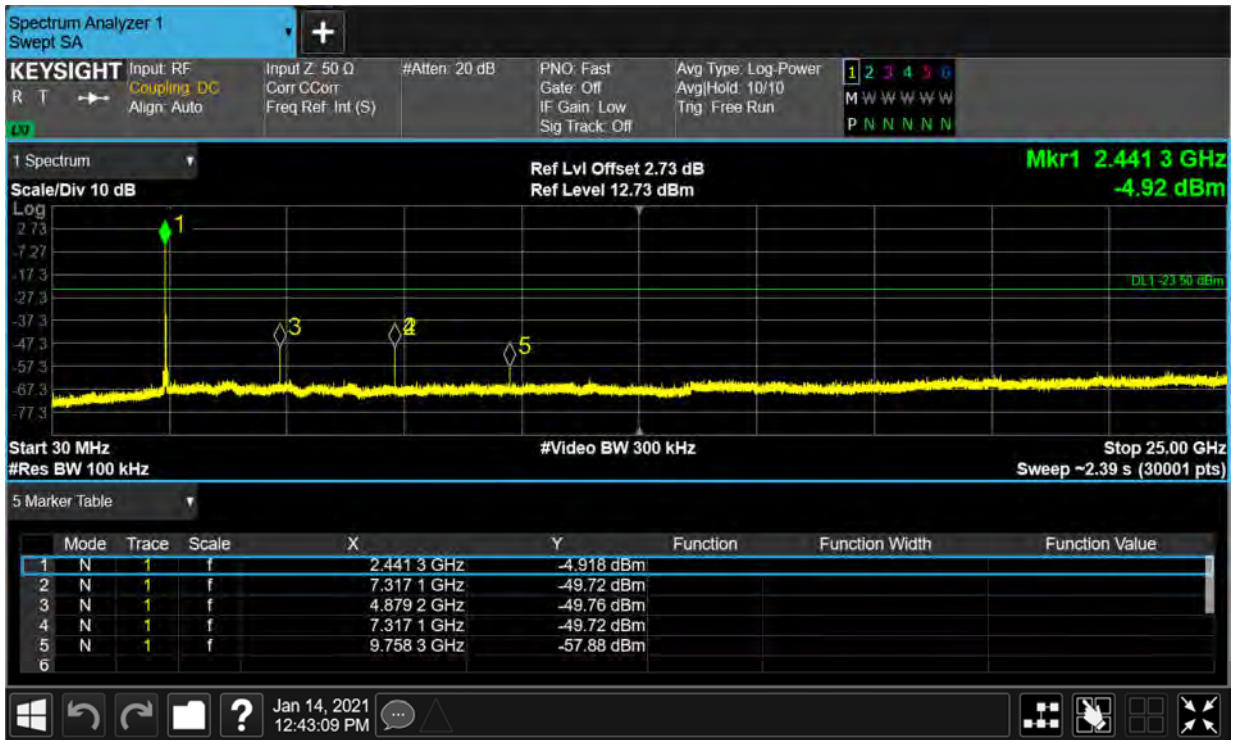 Spectrum Analyzer 1
Swept SA
KEYSIGHT
R T
Input: RF
Coupling: DC
Align: Auto
Input Z: 50 Ω
Corr CCorr
Freq Ref: Int (S)
#Atten: 20 dB
PNO: Fast
Gate: Off
IF Gain: Low
Sig Track: Off
Avg Type: Log-Power
Avg|Hold: 10/10
Trig: Free Run
1 2 3 4 5 6
M W W W W W
P N N N N N
1 Spectrum
Scale/Div 10 dB
Ref Lvl Offset 2.73 dB
Ref Level 12.73 dBm
Mkr1 2.441 3 GHz
-4.92 dBm
Log
2.73
-7.27
-17.3
-27.3
-37.3
-47.3
-57.3
-67.3
-77.3
1
3
2
5
DL1 -23.50 dBm
Start 30 MHz
#Res BW 100 kHz
#Video BW 300 kHz
Stop 25.00 GHz
Sweep ~2.39 s (30001 pts)
5 Marker Table
Mode Trace Scale X Y Function Function Width Function Value
1 N 1 f 2.441 3 GHz -4.918 dBm
2 N 1 f 7.317 1 GHz -49.72 dBm
3 N 1 f 4.879 2 GHz -49.76 dBm
4 N 1 f 7.317 1 GHz -49.72 dBm
5 N 1 f 9.758 3 GHz -57.88 dBm
6
Jan 14, 2021
12:43:09 PM